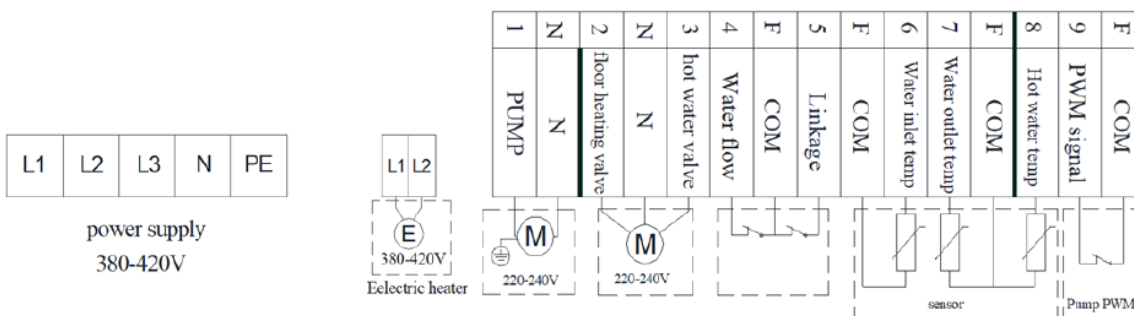 L1 L2 L3 N PE
power supply
380-420V
L1 L2
E
380-420V
Eelectric heater
1 N 2 N 3 4 F 5 F 6 7 F 8 9 F
PUMP
N
floor heating valve
N
hot water valve
Water flow
COM
Linkage
COM
Water inlet temp
Water outlet temp
COM
Hot water temp
PWM signal
COM
M
220-240V
M
220-240V
sensor
Pump PWM